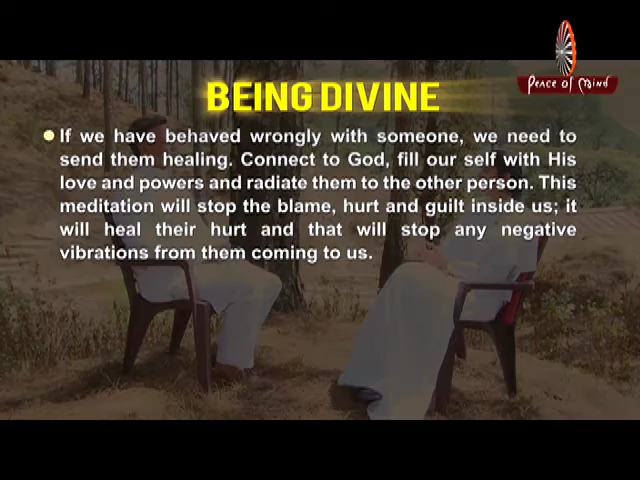 Peace of Mind
BEING DIVINE
If we have behaved wrongly with someone, we need to
send them healing. Connect to God, fill our self with His
love and powers and radiate them to the other person. This
meditation will stop the blame, hurt and guilt inside us; it
will heal their hurt and that will stop any negative
vibrations from them coming to us.